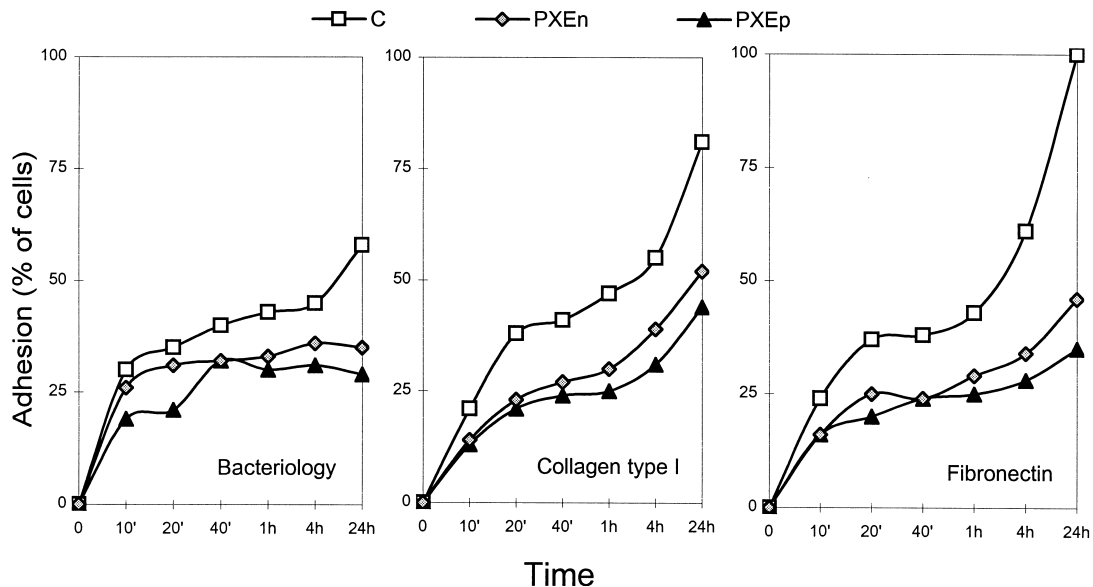 C PXEn PXEp
Adhesion (% of cells)
100
75
50
25
0
0 10' 20' 40' 1h 4h 24h
Bacteriology
100
75
50
25
0
0 10' 20' 40' 1h 4h 24h
Collagen type I
100
75
50
25
0
0 10' 20' 40' 1h 4h 24h
Fibronectin
Time